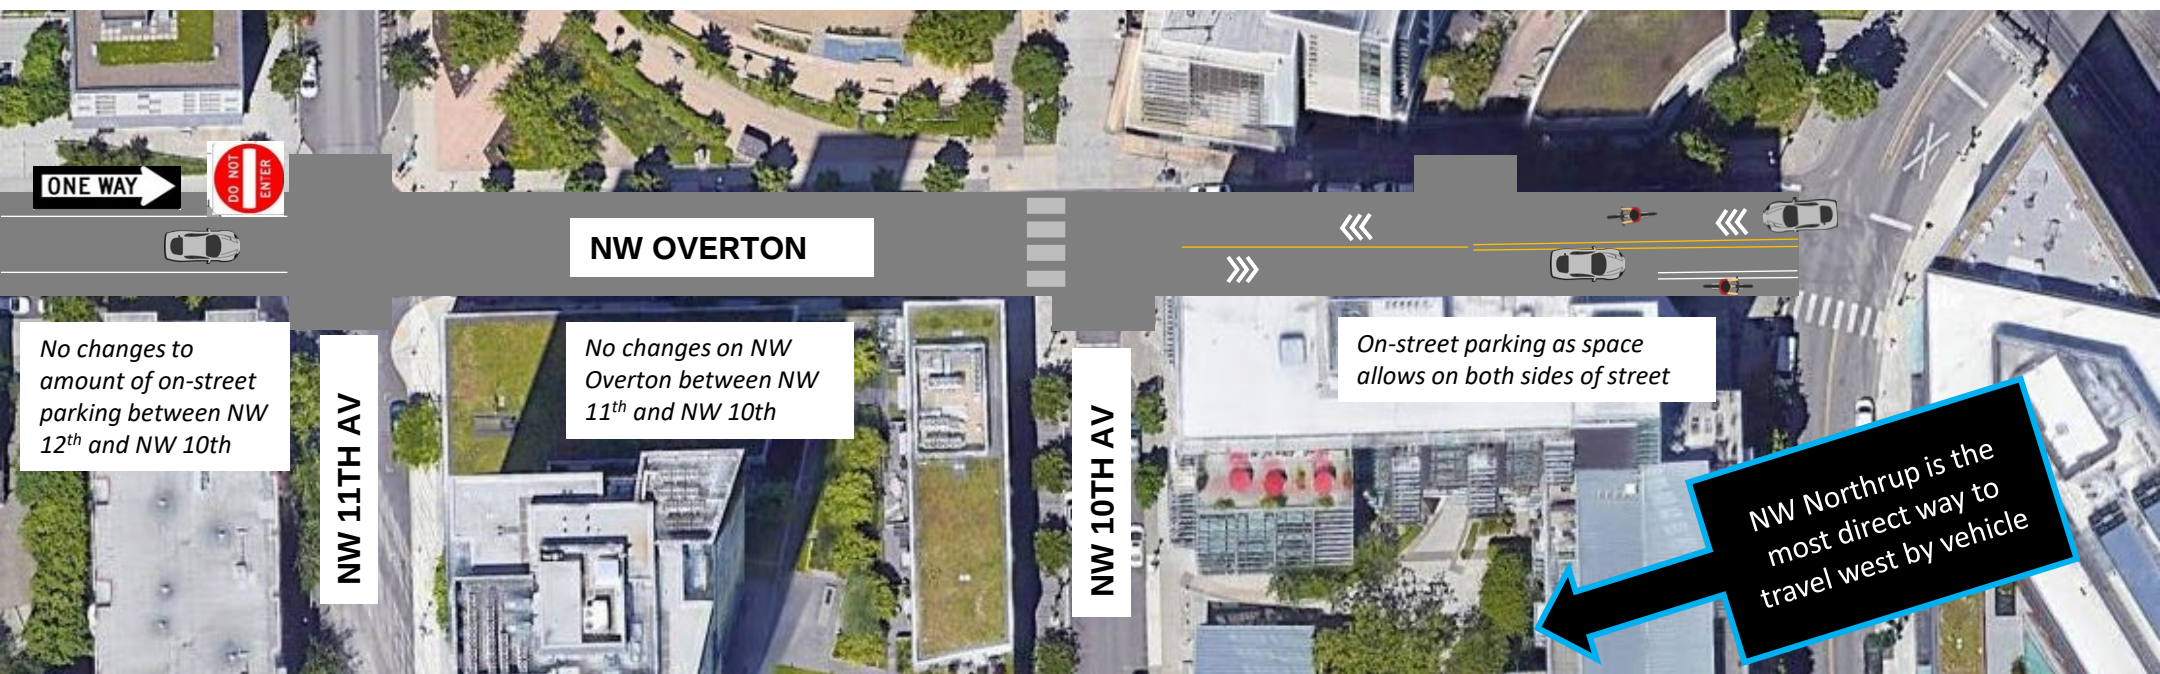 ONE WAY
DO NOT
ENTER
NW OVERTON
No changes to
amount of on-street
parking between NW
12th and NW 10th
NW 11TH AV
No changes on NW
Overton between NW
11th and NW 10th
NW 10TH AV
On-street parking as space
allows on both sides of street
NW Northrup is the
most direct way to
travel west by vehicle